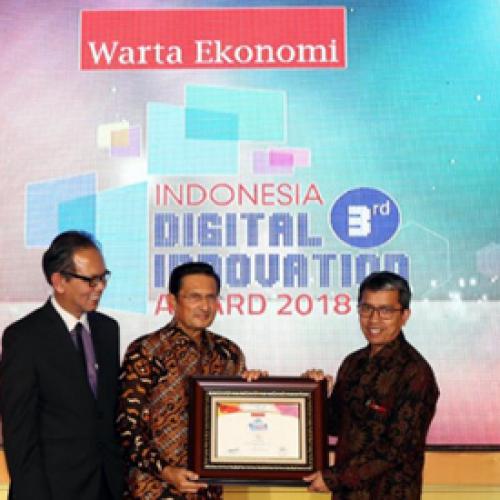 Warta Ekonomi
INDONESIA
DIGITAL 3rd
INNOVATION
AWARD 2018